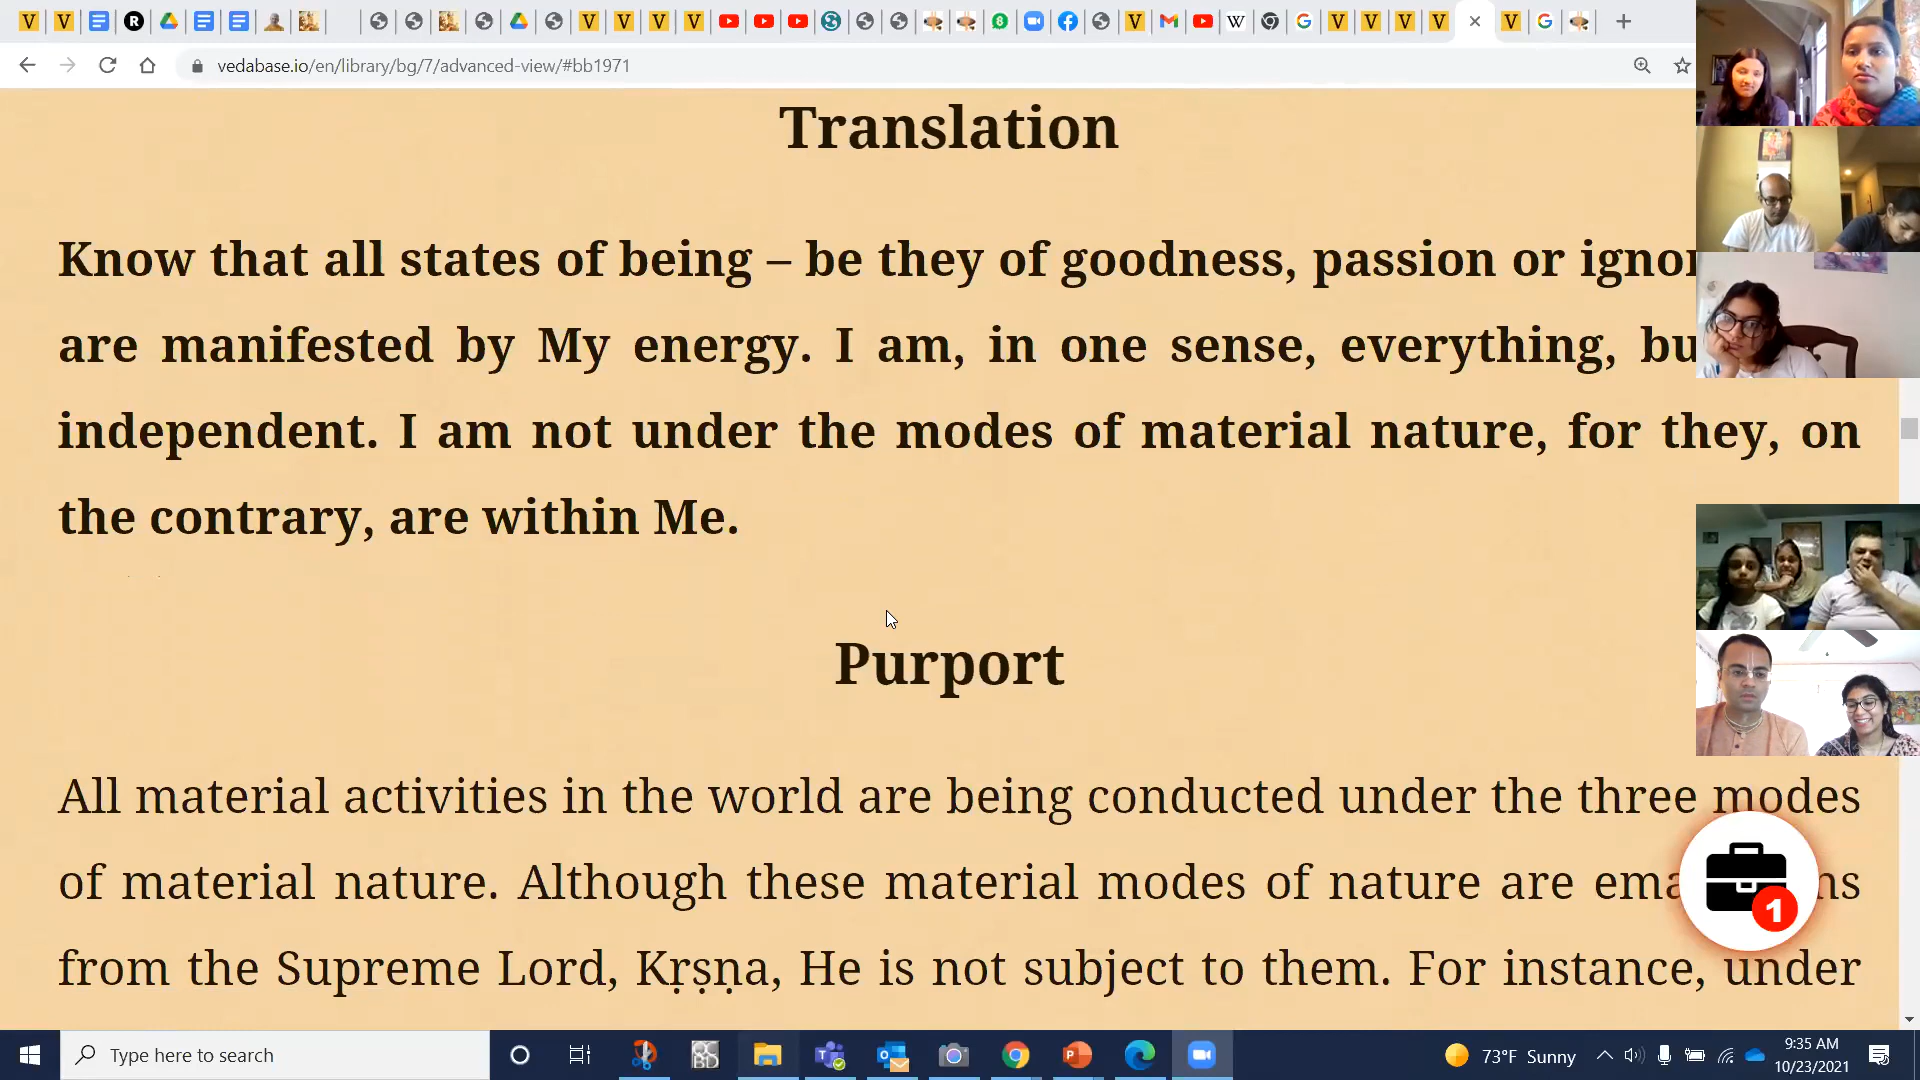 vedabase.io/en/library/bg/7/advanced-view/#bb1971
Translation
Know that all states of being – be they of goodness, passion or
are manifested by My energy. I am, in one sense, everything,
independent. I am not under the modes of material nature, for they, on
the contrary, are within Me.
Purport
All material activities in the world are being conducted under the three modes
of material nature. Although these material modes of nature are
from the Supreme Lord, Kṛṣṇa, He is not subject to them. For instance, under
1
Type here to search
73°F Sunny
9:35 AM
10/23/2021